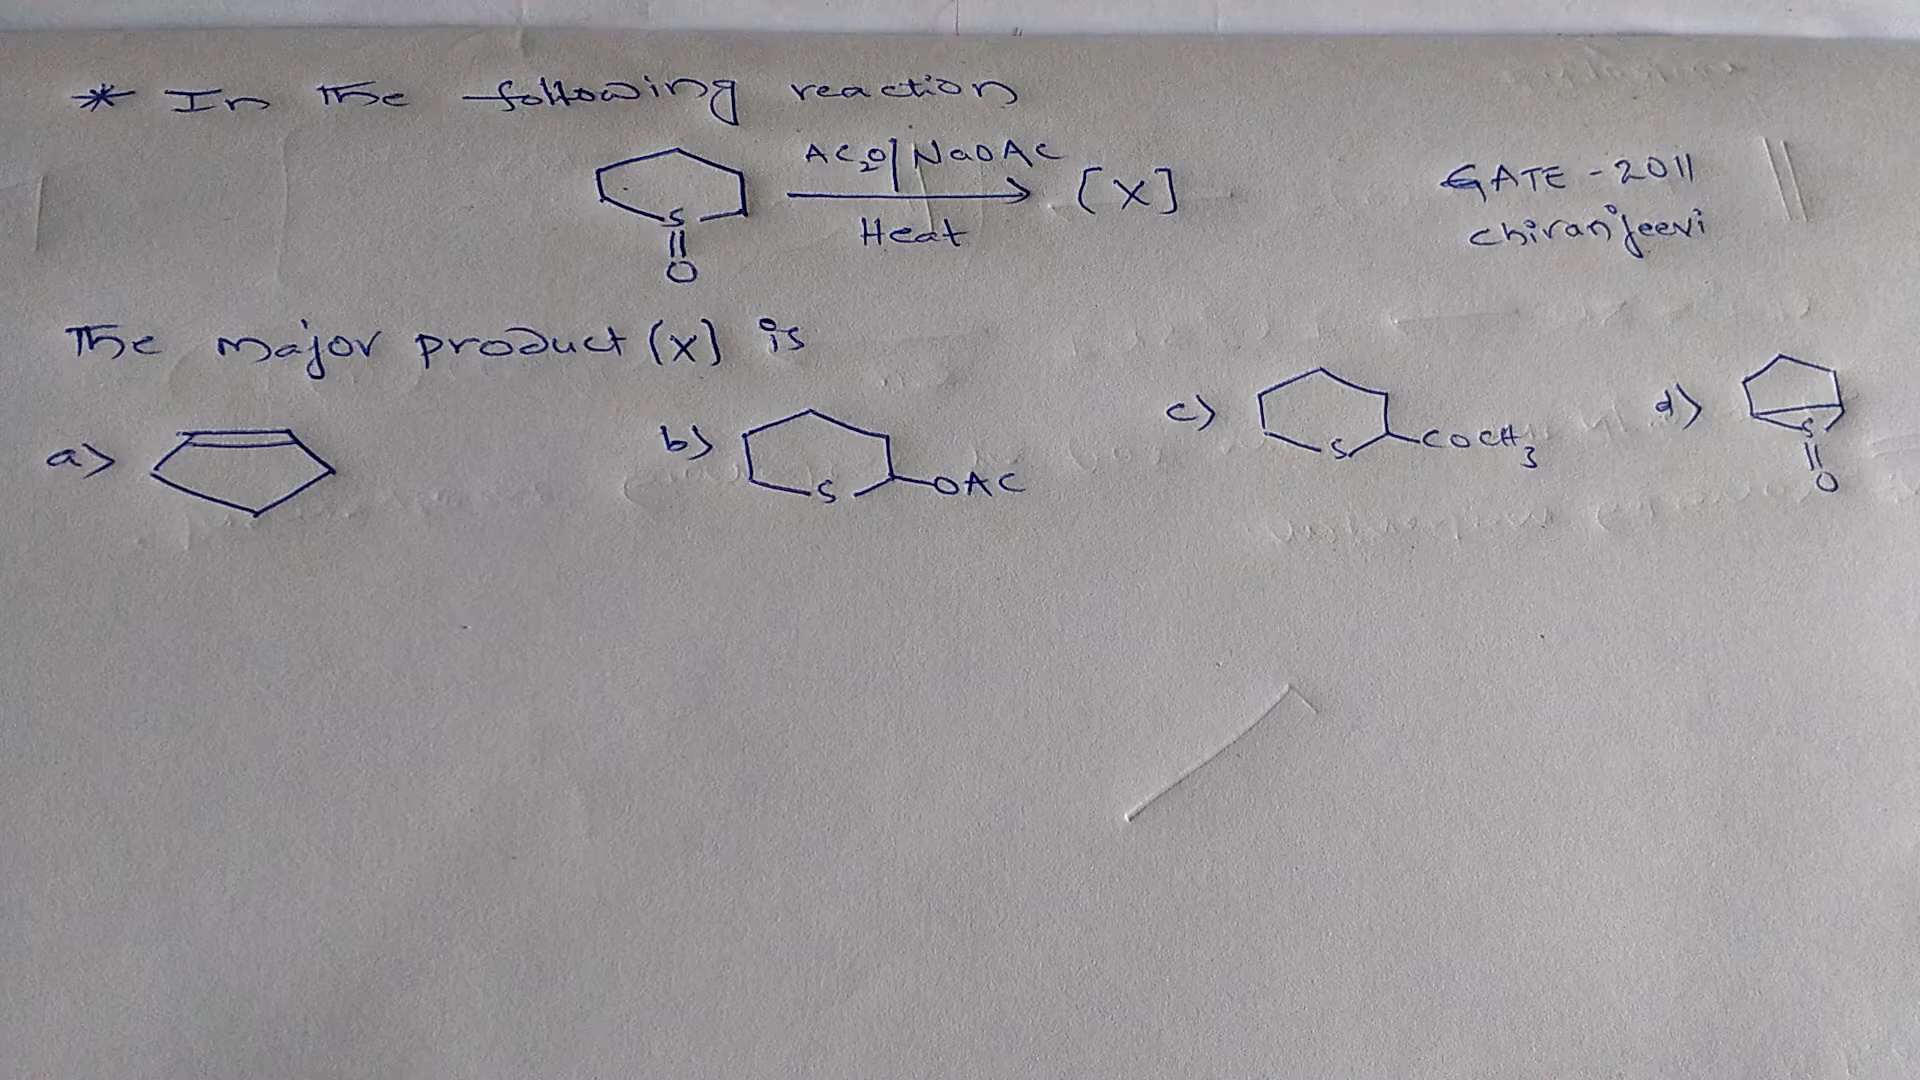 * In the following reaction
Ac₂O/NaOAc
S
O
Heat
[X]
GATE-2011
chiranjeevi
The major product [X] is
a)
b) S OAC
c) S COCH₃
d) S
O